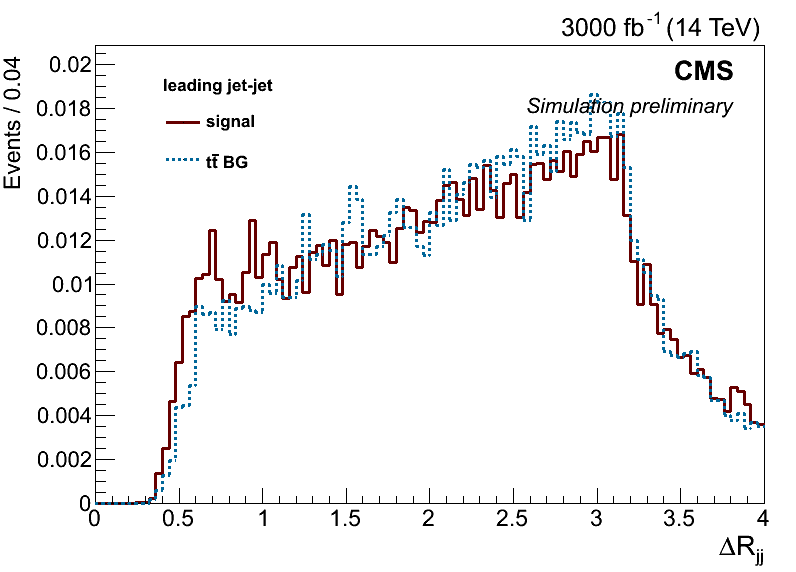 3000 fb⁻¹ (14 TeV)
CMS
Simulation preliminary
leading jet-jet
signal
tt̄ BG
Events / 0.04
0.02
0.018
0.016
0.014
0.012
0.01
0.008
0.006
0.004
0.002
0
0 0.5 1 1.5 2 2.5 3 3.5 4
ΔR_jj